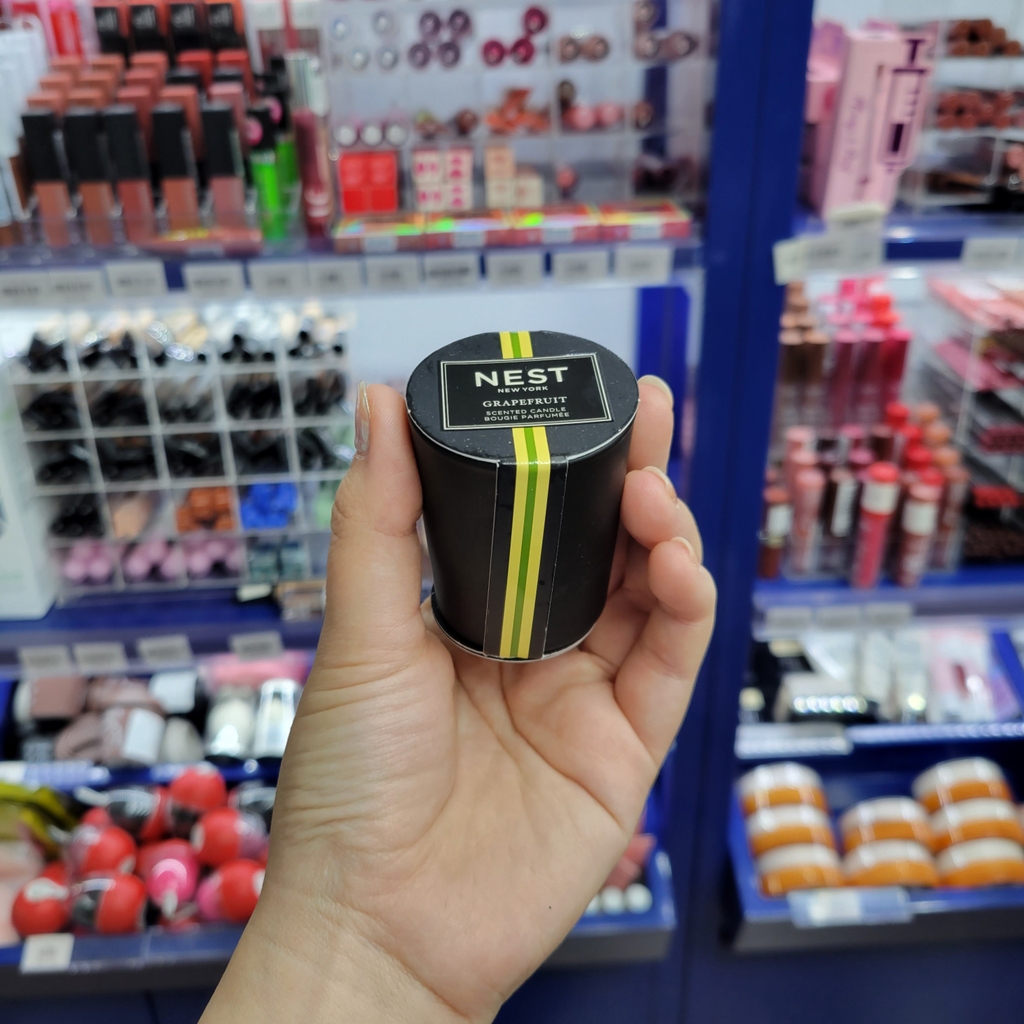 NEST
NEW YORK
GRAPEFRUIT
SCENTED CANDLE
BOUGIE PARFUMÉE